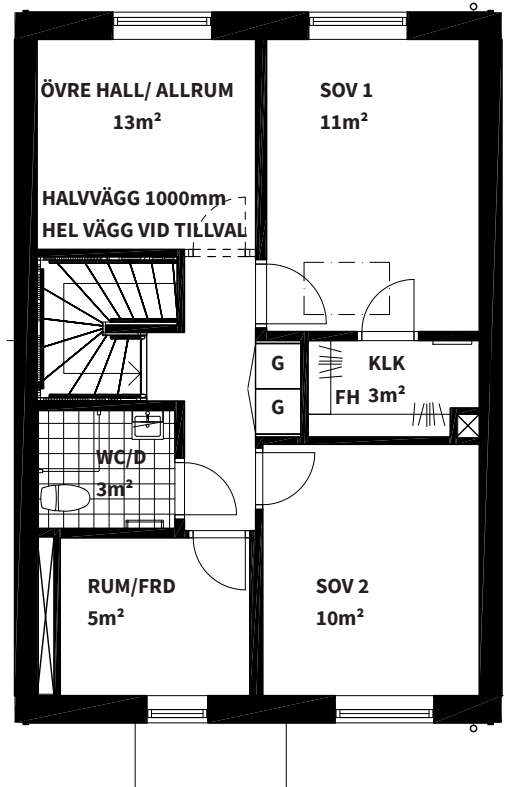 ÖVRE HALL/ ALLRUM
13m²
SOV 1
11m²
HALVVÄGG 1000mm
HEL VÄGG VID TILLVAL
G
G
KLK
FH 3m²
WC/D
3m²
RUM/FRD
5m²
SOV 2
10m²